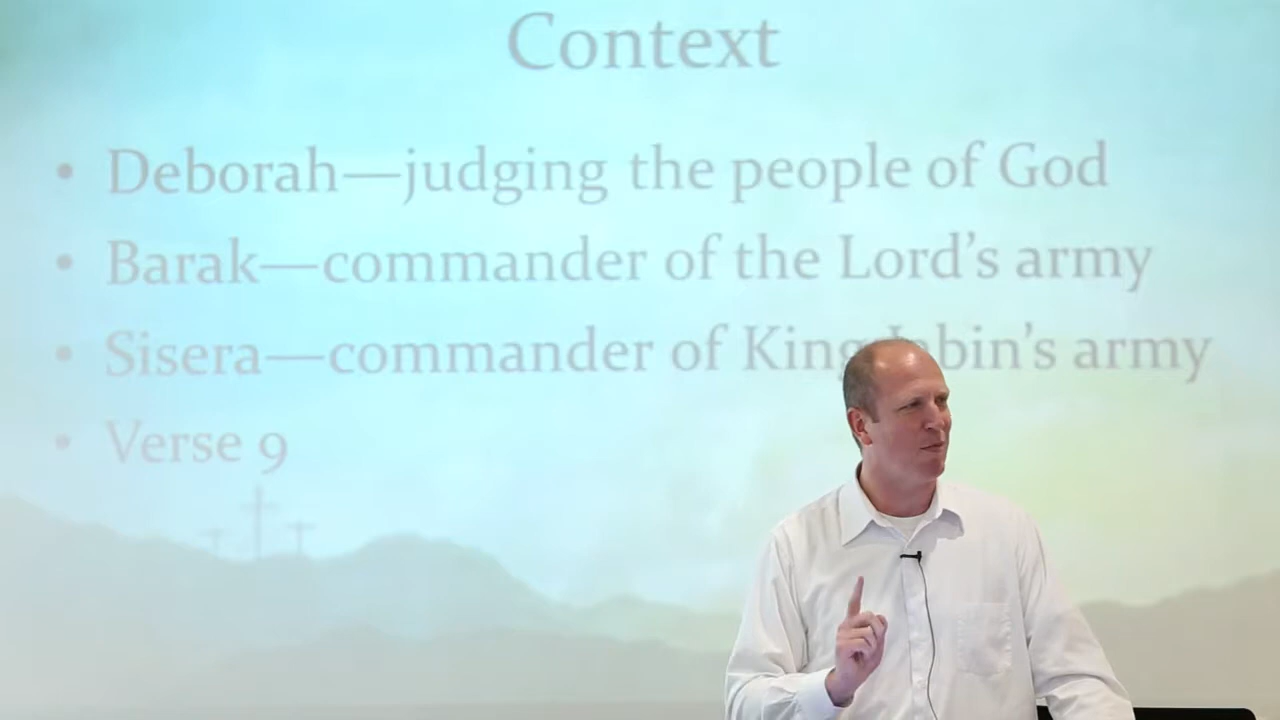 Context
• Deborah—judging the people of God
• Barak—commander of the Lord’s army
• Sisera—commander of King bin’s army
• Verse 9